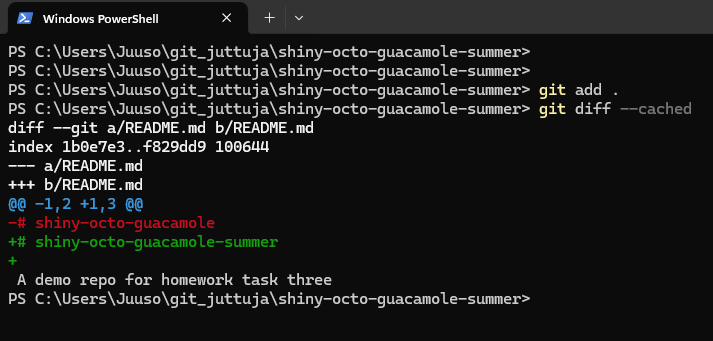 Windows PowerShell
PS C:\Users\Juuso\git_juttuja\shiny-octo-guacamole-summer>
PS C:\Users\Juuso\git_juttuja\shiny-octo-guacamole-summer>
PS C:\Users\Juuso\git_juttuja\shiny-octo-guacamole-summer> git add .
PS C:\Users\Juuso\git_juttuja\shiny-octo-guacamole-summer> git diff --cached
diff --git a/README.md b/README.md
index 1b0e7e3..f829dd9 100644
--- a/README.md
+++ b/README.md
@@ -1,2 +1,3 @@
-# shiny-octo-guacamole
+# shiny-octo-guacamole-summer
+
 A demo repo for homework task three
PS C:\Users\Juuso\git_juttuja\shiny-octo-guacamole-summer>